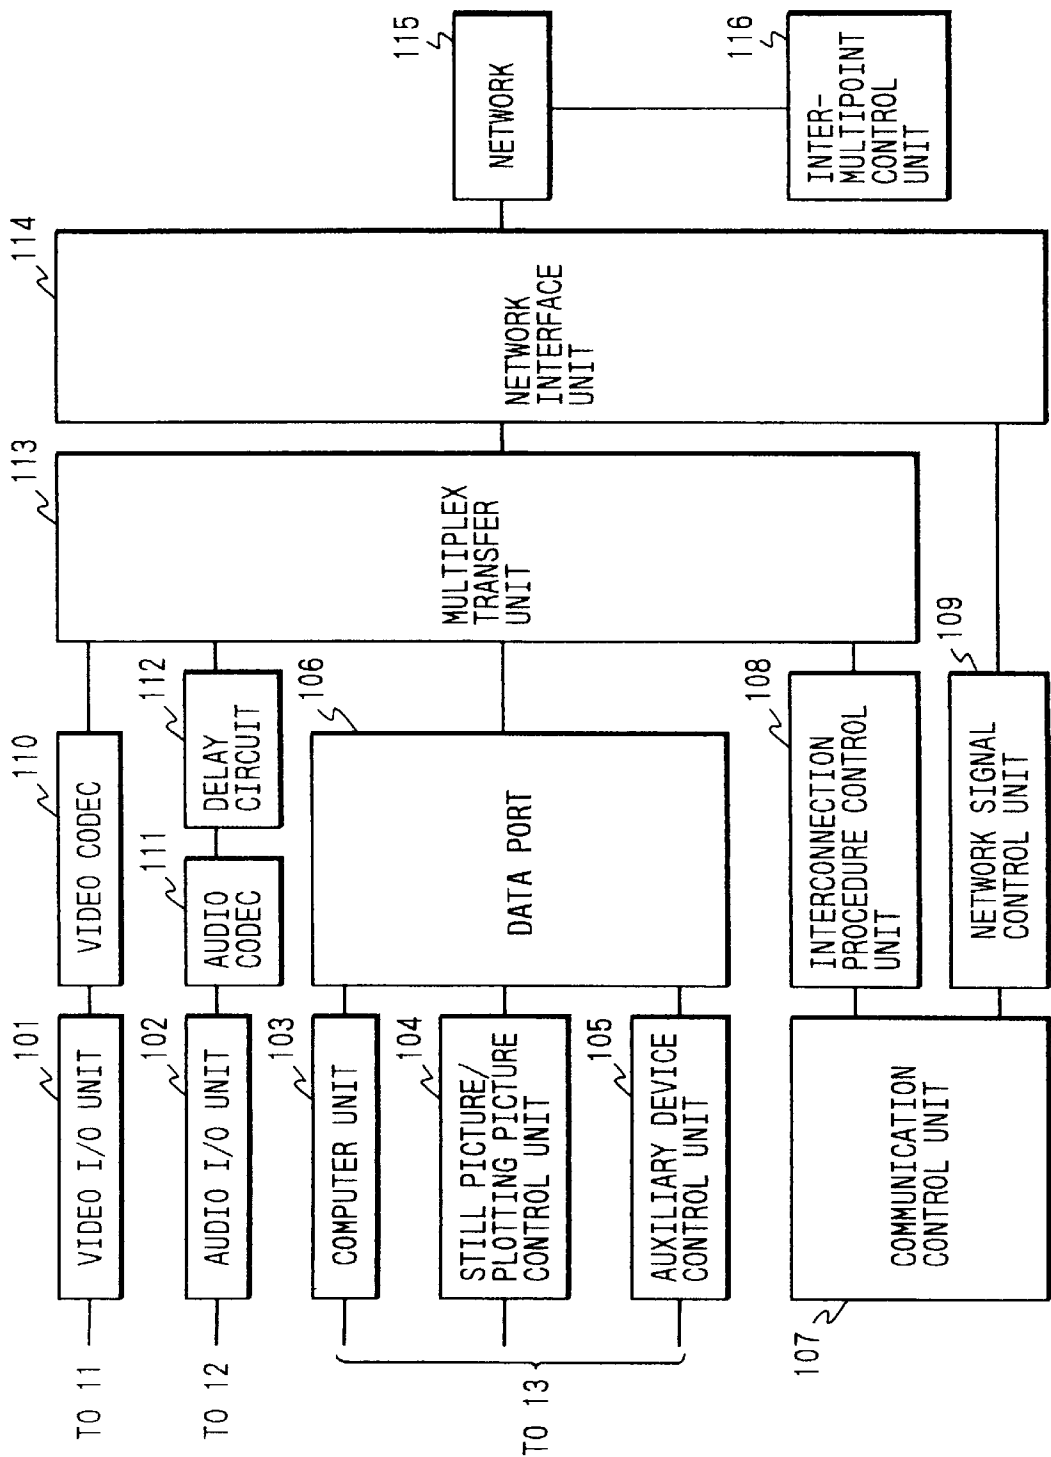 TO 11
101
VIDEO I/O UNIT
110
VIDEO CODEC
TO 12
102
AUDIO I/O UNIT
111
AUDIO
CODEC
112
DELAY
CIRCUIT
TO 13
103
COMPUTER UNIT
104
STILL PICTURE/
PLOTTING PICTURE
CONTROL UNIT
105
AUXILIARY DEVICE
CONTROL UNIT
106
DATA PORT
107
COMMUNICATION
CONTROL UNIT
108
INTERCONNECTION
PROCEDURE CONTROL
UNIT
109
NETWORK SIGNAL
CONTROL UNIT
113
MULTIPLEX
TRANSFER
UNIT
114
NETWORK
INTERFACE
UNIT
115
NETWORK
116
INTER-
MULTIPOINT
CONTROL
UNIT